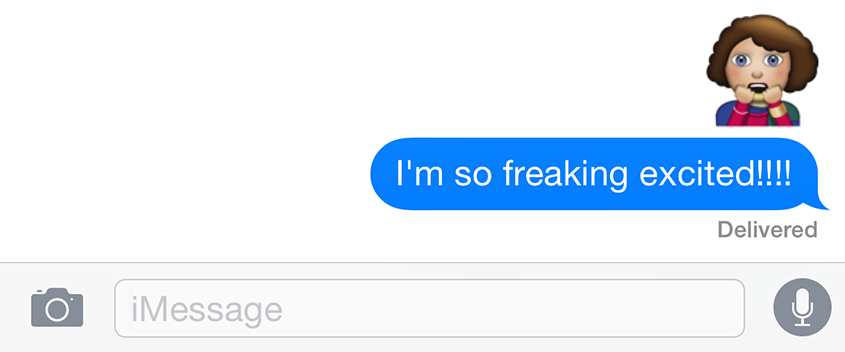 I'm so freaking excited!!!!
Delivered
iMessage